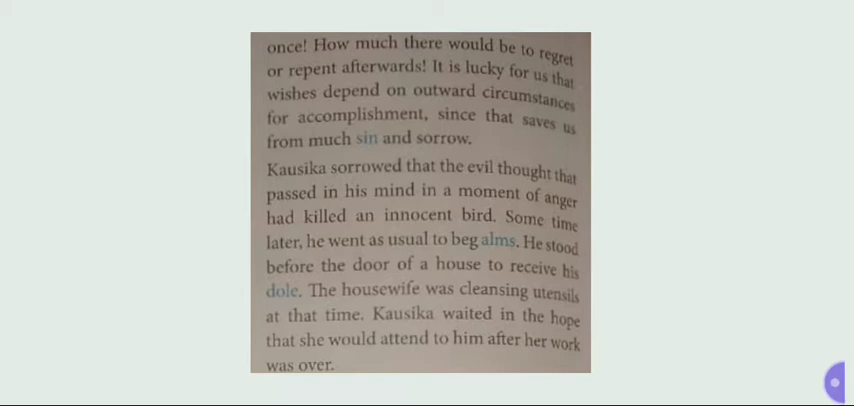 once! How much there would be to regret
or repent afterwards! It is lucky for us that
wishes depend on outward circumstances
for accomplishment, since that saves us
from much sin and sorrow.
Kausika sorrowed that the evil thought that
passed in his mind in a moment of anger
had killed an innocent bird. Some time
later, he went as usual to beg alms. He stood
before the door of a house to receive his
dole. The housewife was cleansing utensils
at that time. Kausika waited in the hope
that she would attend to him after her work
was over.